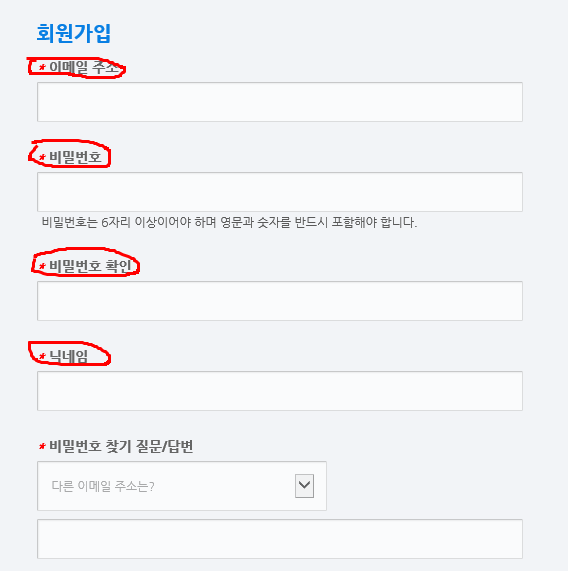 회원가입
* 이메일 주소
* 비밀번호
비밀번호는 6자리 이상이어야 하며 영문과 숫자를 반드시 포함해야 합니다.
* 비밀번호 확인
* 닉네임
* 비밀번호 찾기 질문/답변
다른 이메일 주소는?